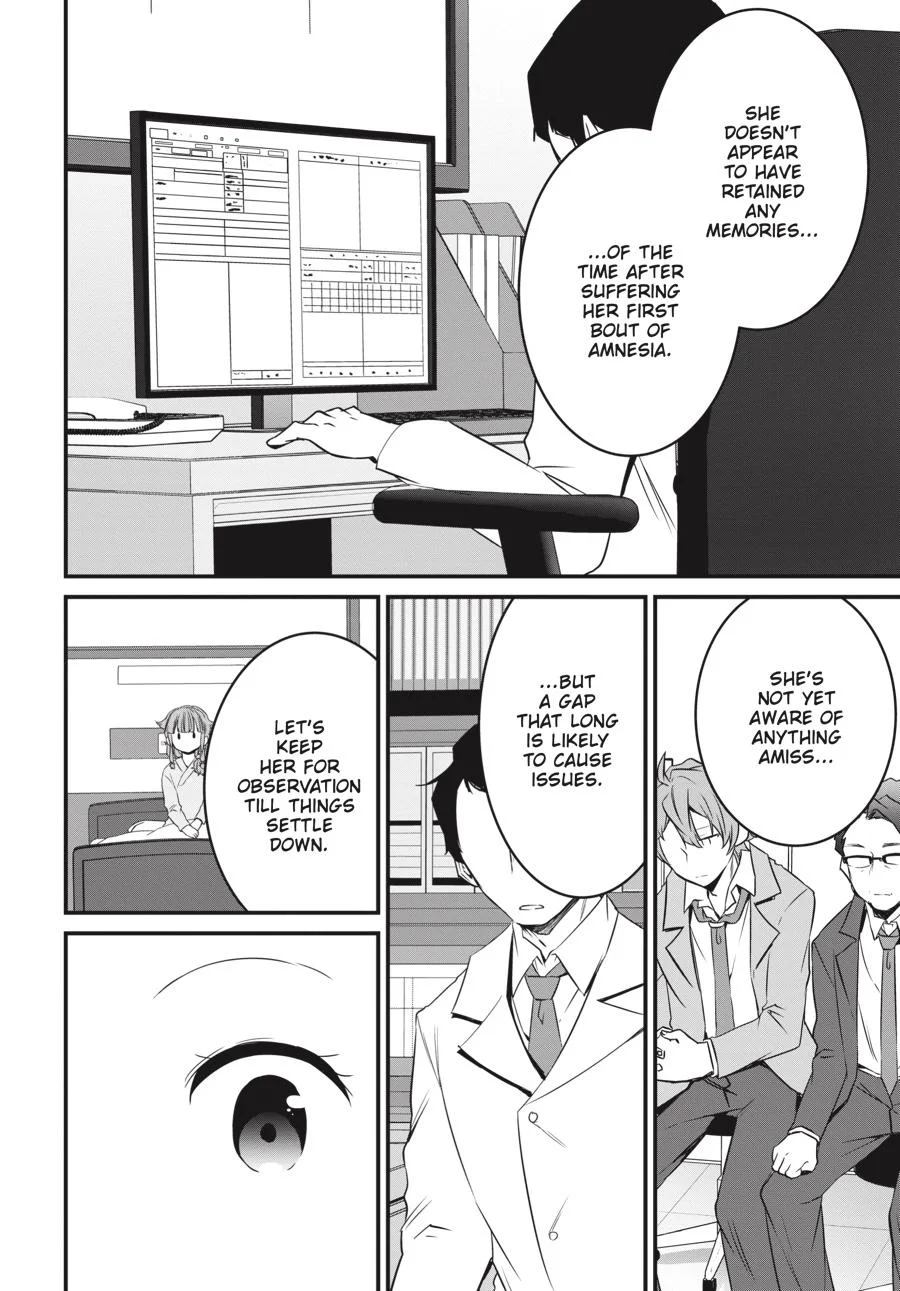 SHE
DOESN'T
APPEAR
TO HAVE
RETAINED
ANY
MEMORIES...
...OF THE
TIME AFTER
SUFFERING
HER FIRST
BOUT OF
AMNESIA.
SHE'S
NOT YET
AWARE OF
ANYTHING
AMISS...
...BUT
A GAP
THAT LONG
IS LIKELY
TO CAUSE
ISSUES.
LET'S
KEEP
HER FOR
OBSERVATION
TILL THINGS
SETTLE
DOWN.